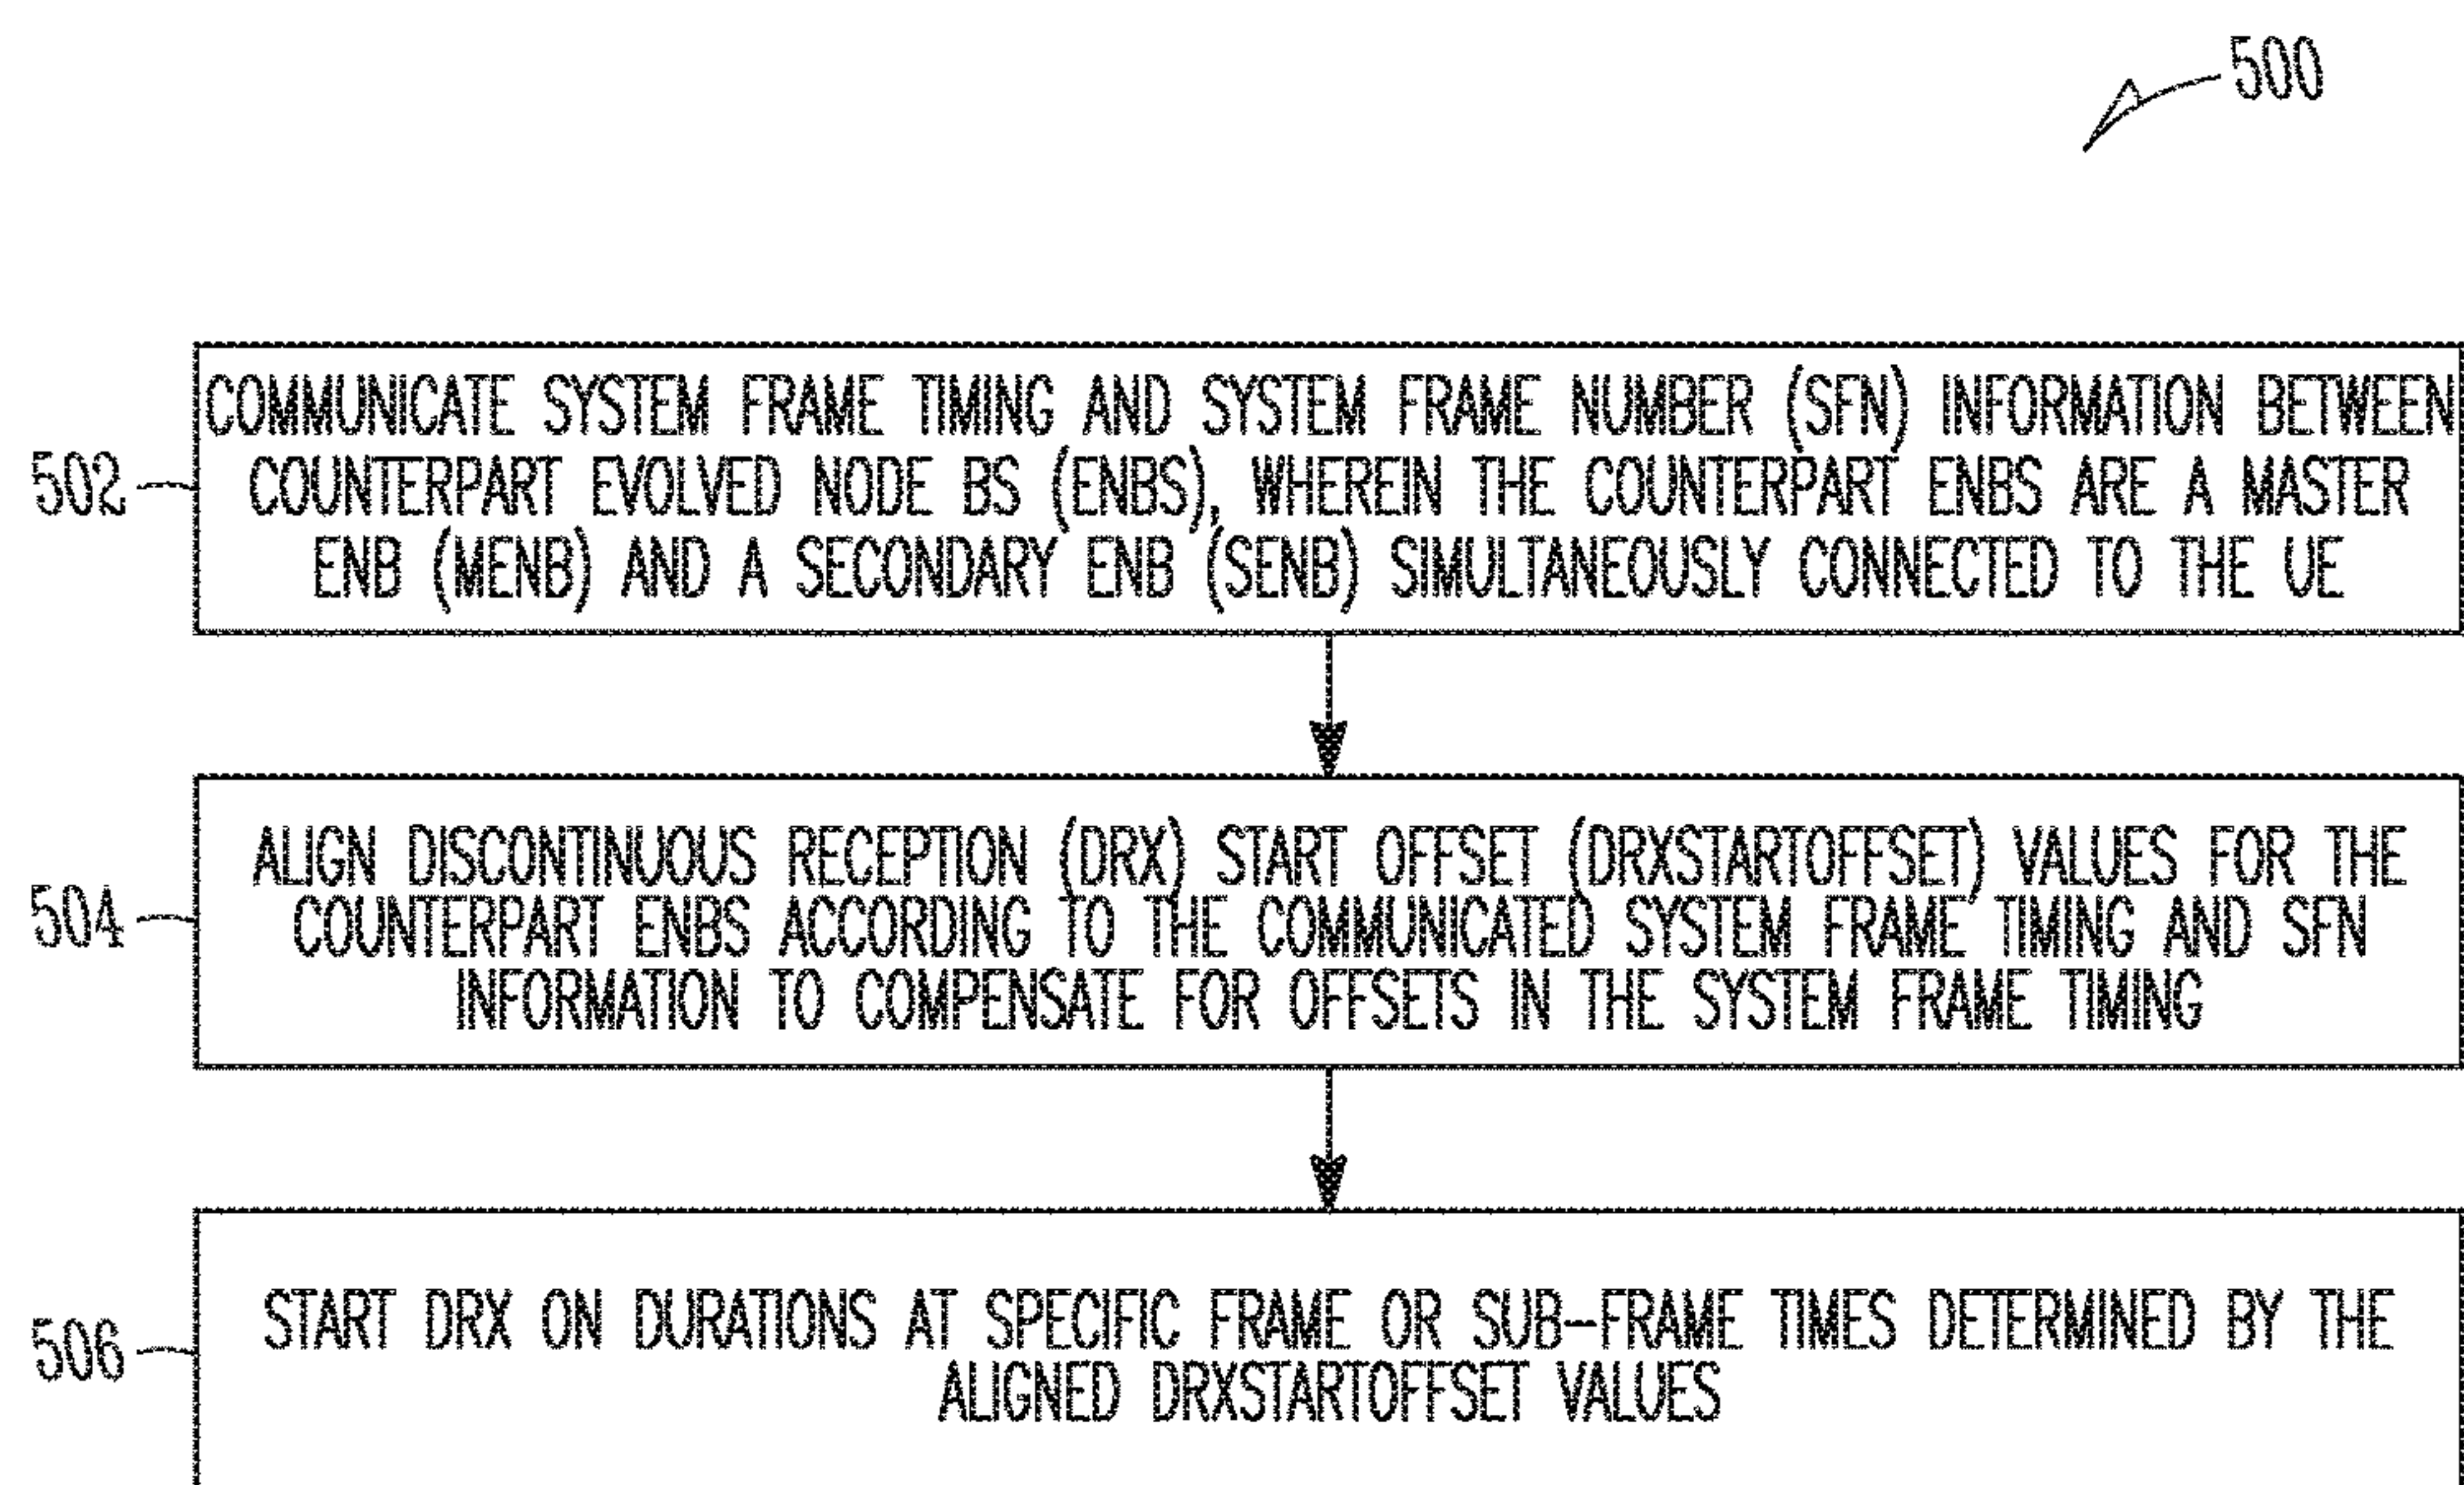 500
502
COMMUNICATE SYSTEM FRAME TIMING AND SYSTEM FRAME NUMBER (SFN) INFORMATION BETWEEN
COUNTERPART EVOLVED NODE BS (ENBS), WHEREIN THE COUNTERPART ENBS ARE A MASTER
ENB (MENB) AND A SECONDARY ENB (SENB) SIMULTANEOUSLY CONNECTED TO THE UE
504
ALIGN DISCONTINUOUS RECEPTION (DRX) START OFFSET (DRXSTARTOFFSET) VALUES FOR THE
COUNTERPART ENBS ACCORDING TO THE COMMUNICATED SYSTEM FRAME TIMING AND SFN
INFORMATION TO COMPENSATE FOR OFFSETS IN THE SYSTEM FRAME TIMING
506
START DRX ON DURATIONS AT SPECIFIC FRAME OR SUB-FRAME TIMES DETERMINED BY THE
ALIGNED DRXSTARTOFFSET VALUES